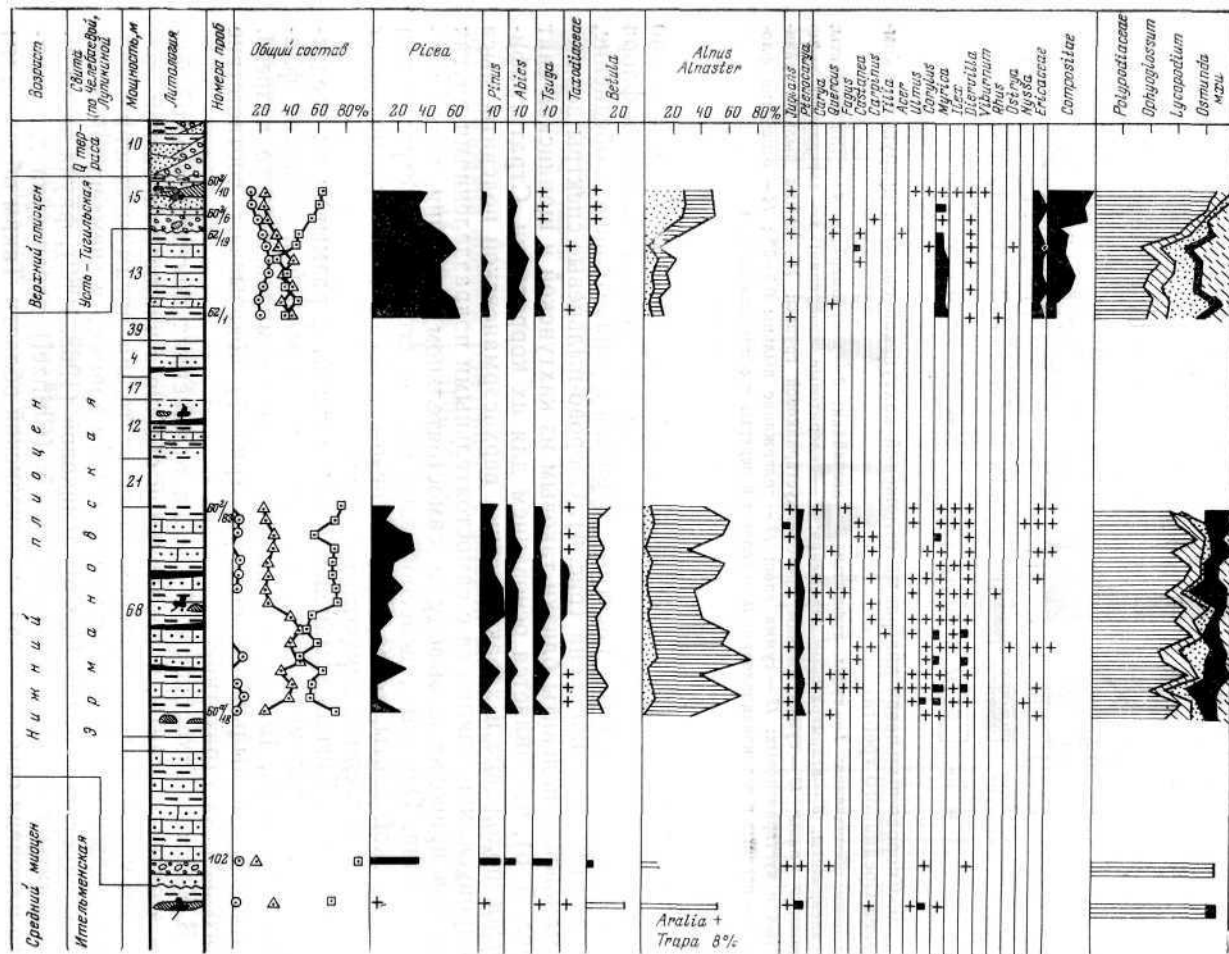 Возраст
Свита (по Челебаевой, Лупикиной)
Мощность, м
Литология
Номера проб
Общий состав
20 40 60 80%
Picea
20 40 60
Pinus
10
Abies
10
Tsuga
10
Taxodiaceae
Betula
20
Alnus
Alnaster
20 40 60 80%
Juglans
Pterocarya
Carya
Quercus
Fagus
Castanea
Carpinus
Tilia
Acer
Ulmus
Corylus
Myrica
Ilex
Diervilla
Viburnum
Rhus
Ostrya
Nyssa
Ericaceae
Compositae
Polypodiaceae
Ophyoglossum
Lycopodium
Osmunda
мхи
Q терраса
Верхний плиоцен
Усть-Тигильская
Нижний плиоцен
Эрмановская
Средний миоцен
Ительменская
10
15
13
39
4
17
12
21
68
62/19
62/1
102
Aralia +
Trapa 8%